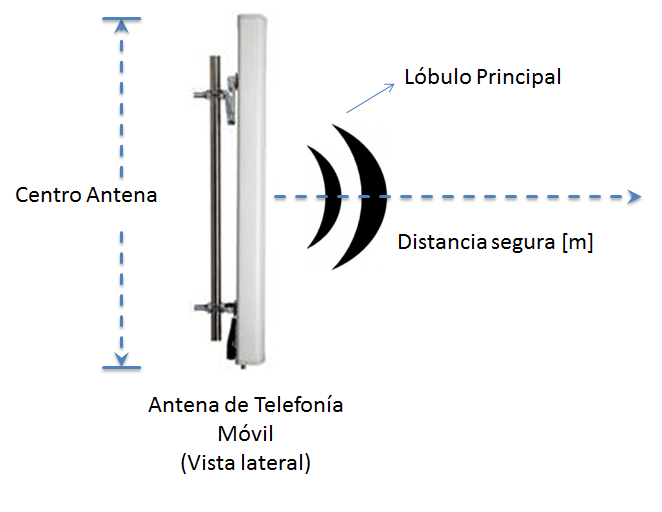 Lóbulo Principal
Centro Antena
Distancia segura [m]
Antena de Telefonía
Móvil
(Vista lateral)